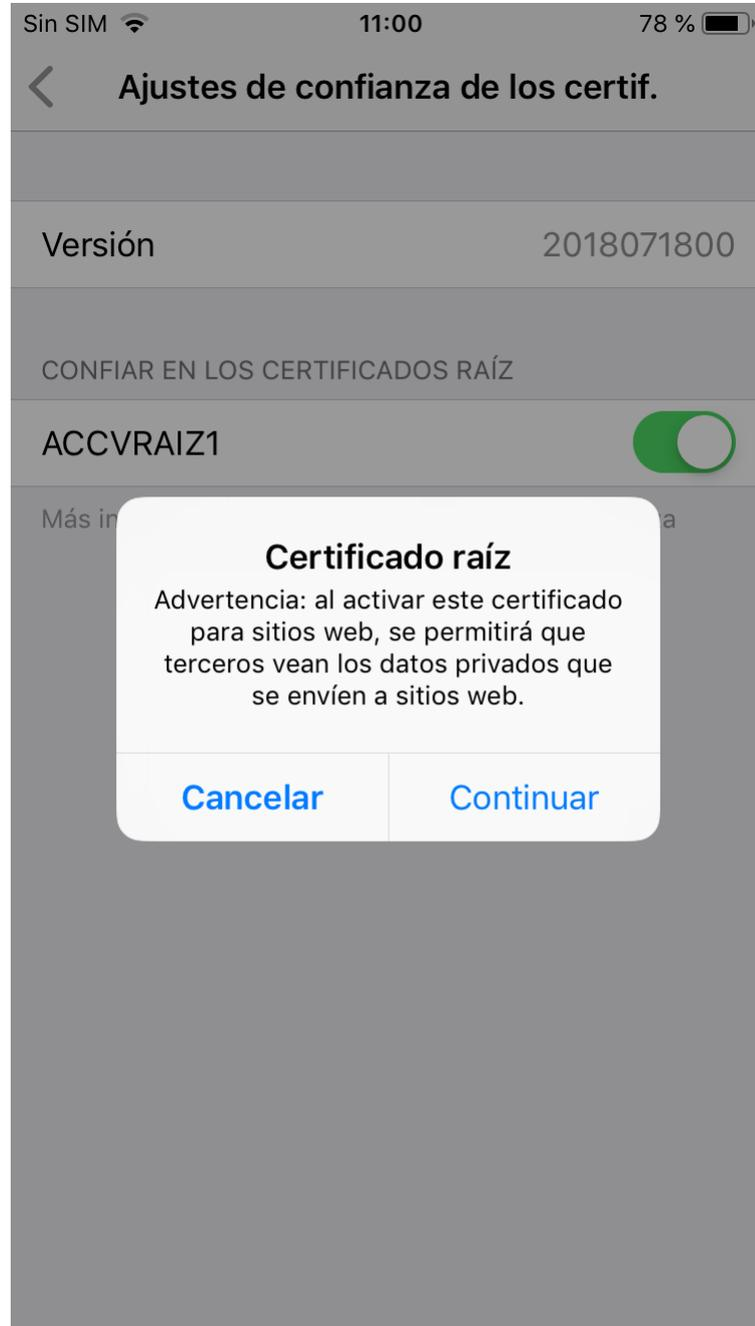 Sin SIM 11:00 78 %
Ajustes de confianza de los certif.
Versión 2018071800
CONFIAR EN LOS CERTIFICADOS RAÍZ
ACCVRAIZ1
Más
Certificado raíz
Advertencia: al activar este certificado
para sitios web, se permitirá que
terceros vean los datos privados que
se envíen a sitios web.
Cancelar Continuar